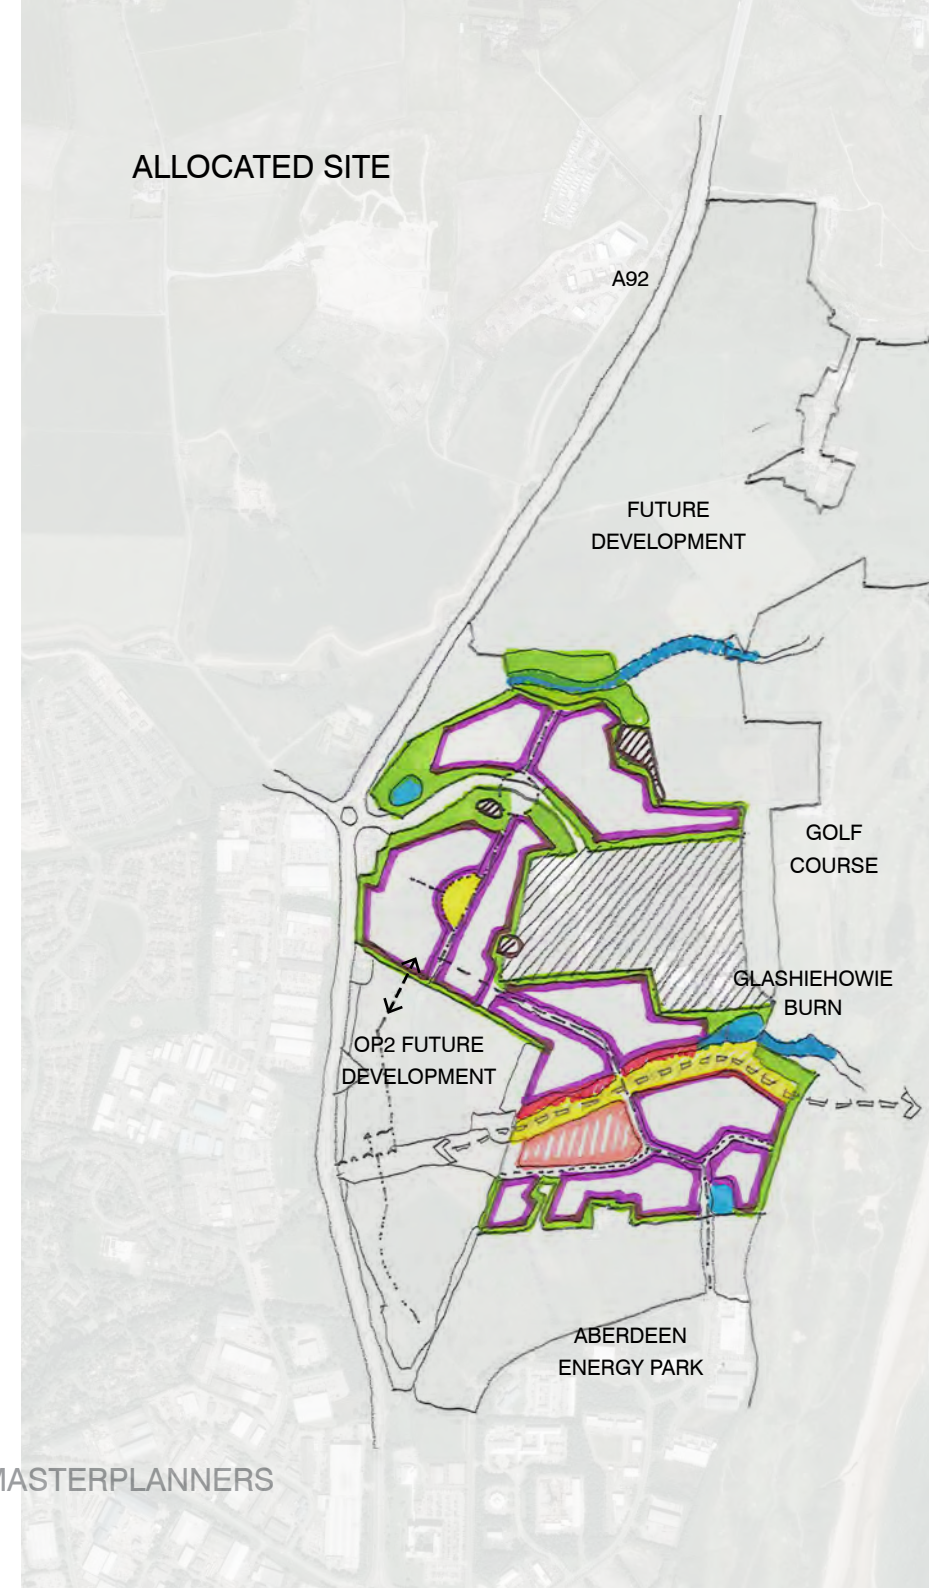 ALLOCATED SITE
A92
FUTURE
DEVELOPMENT
GOLF
COURSE
GLASHIEHOWIE
BURN
OP2 FUTURE
DEVELOPMENT
ABERDEEN
ENERGY PARK
MASTERPLANNERS